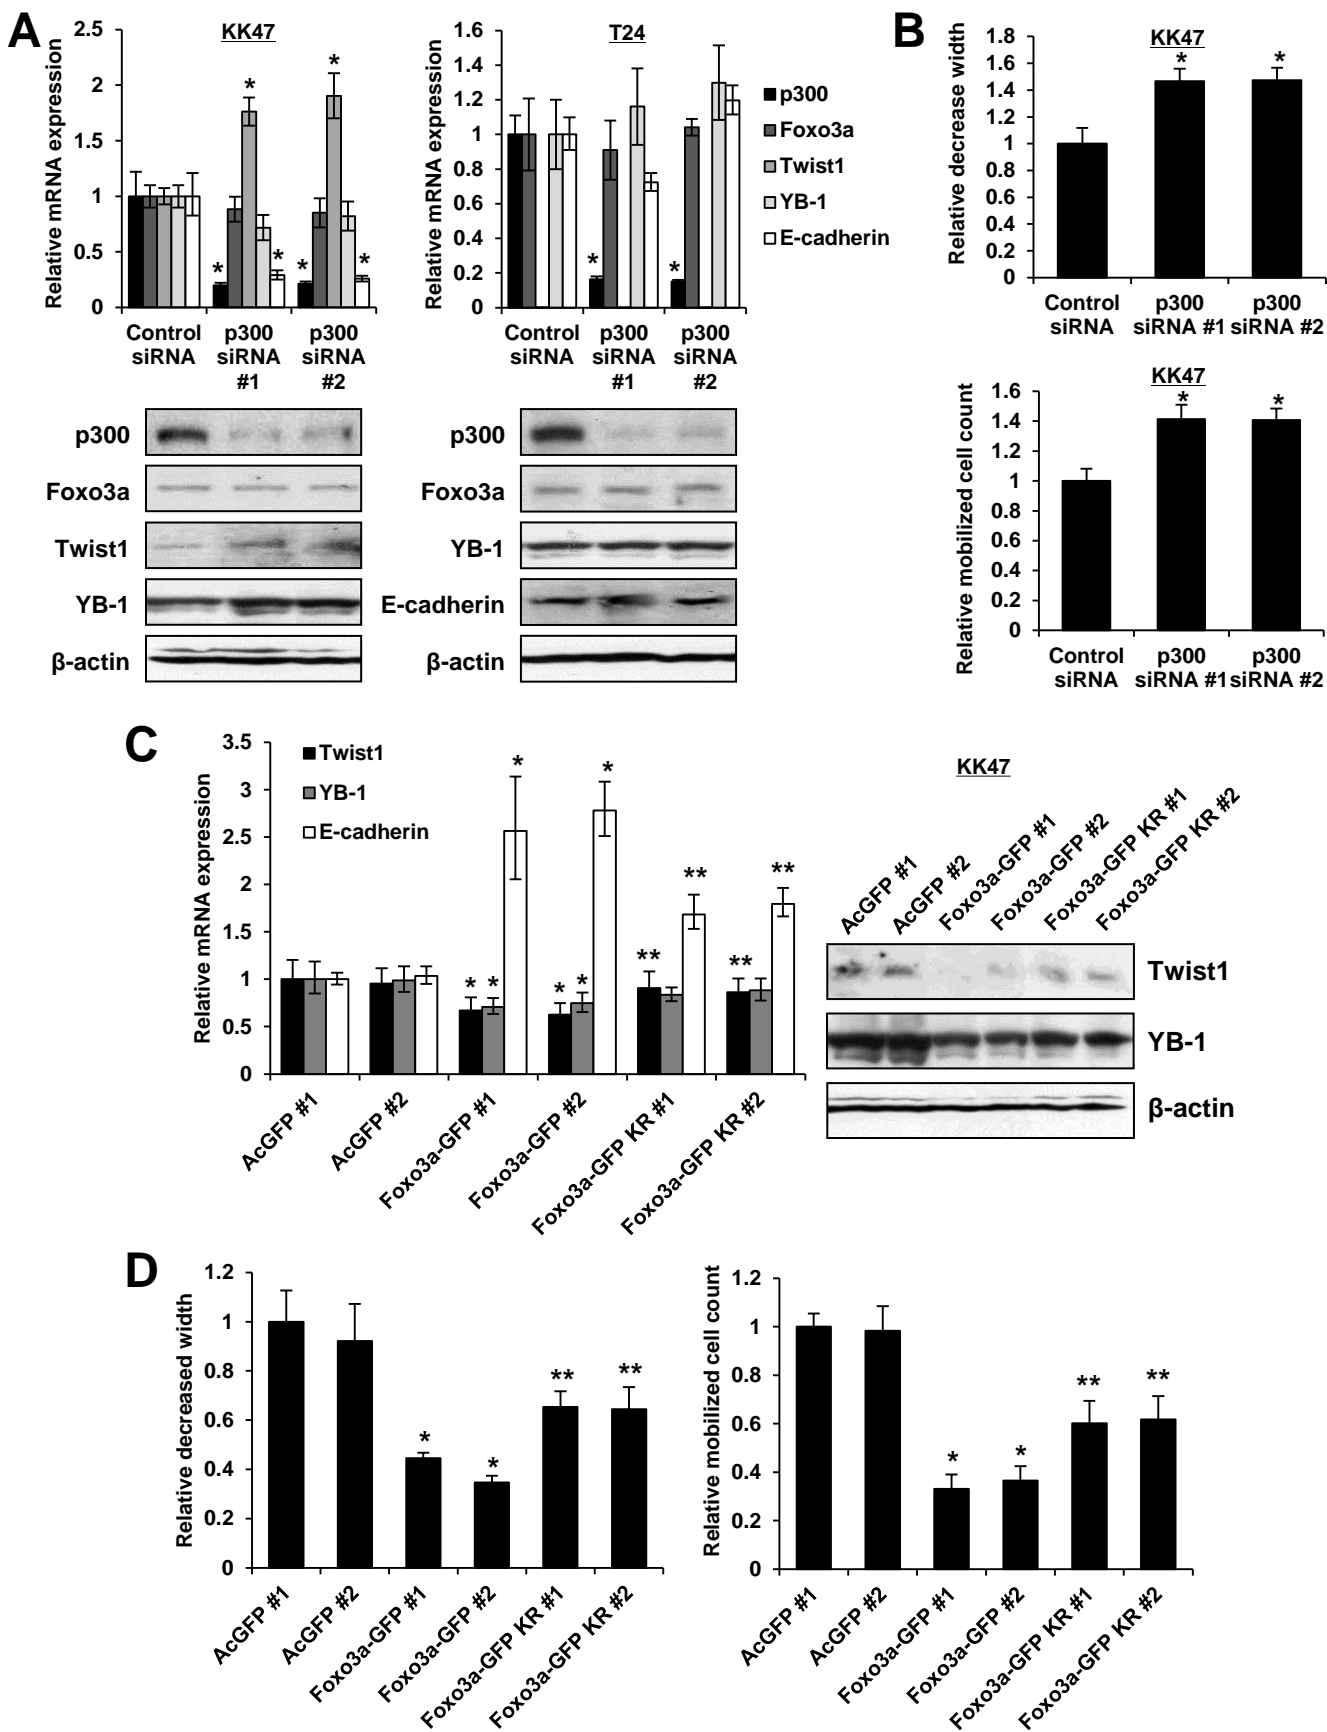 A
KK47
Relative mRNA expression
2.5
2
1.5
1
0.5
0
* * * * * *
Control siRNA
p300 siRNA #1
p300 siRNA #2
T24
Relative mRNA expression
1.6
1.4
1.2
1
0.8
0.6
0.4
0.2
0
* *
Control siRNA
p300 siRNA #1
p300 siRNA #2
p300
Foxo3a
Twist1
YB-1
E-cadherin
p300
Foxo3a
Twist1
YB-1
β-actin
p300
Foxo3a
YB-1
E-cadherin
β-actin
B
KK47
Relative decrease width
1.8
1.6
1.4
1.2
1
0.8
0.6
0.4
0.2
0
* *
Control siRNA
p300 siRNA #1
p300 siRNA #2
KK47
Relative mobilized cell count
1.6
1.4
1.2
1
0.8
0.6
0.4
0.2
0
* *
Control siRNA
p300 siRNA #1
p300 siRNA #2
C
Relative mRNA expression
3.5
3
2.5
2
1.5
1
0.5
0
Twist1
YB-1
E-cadherin
* * * * * * ** ** ** **
AcGFP #1
AcGFP #2
Foxo3a-GFP #1
Foxo3a-GFP #2
Foxo3a-GFP KR #1
Foxo3a-GFP KR #2
KK47
AcGFP #1
AcGFP #2
Foxo3a-GFP #1
Foxo3a-GFP #2
Foxo3a-GFP KR #1
Foxo3a-GFP KR #2
Twist1
YB-1
β-actin
D
Relative decreased width
1.2
1
0.8
0.6
0.4
0.2
0
* * ** **
AcGFP #1
AcGFP #2
Foxo3a-GFP #1
Foxo3a-GFP #2
Foxo3a-GFP KR #1
Foxo3a-GFP KR #2
Relative mobilized cell count
1.2
1
0.8
0.6
0.4
0.2
0
* * ** **
AcGFP #1
AcGFP #2
Foxo3a-GFP #1
Foxo3a-GFP #2
Foxo3a-GFP KR #1
Foxo3a-GFP KR #2